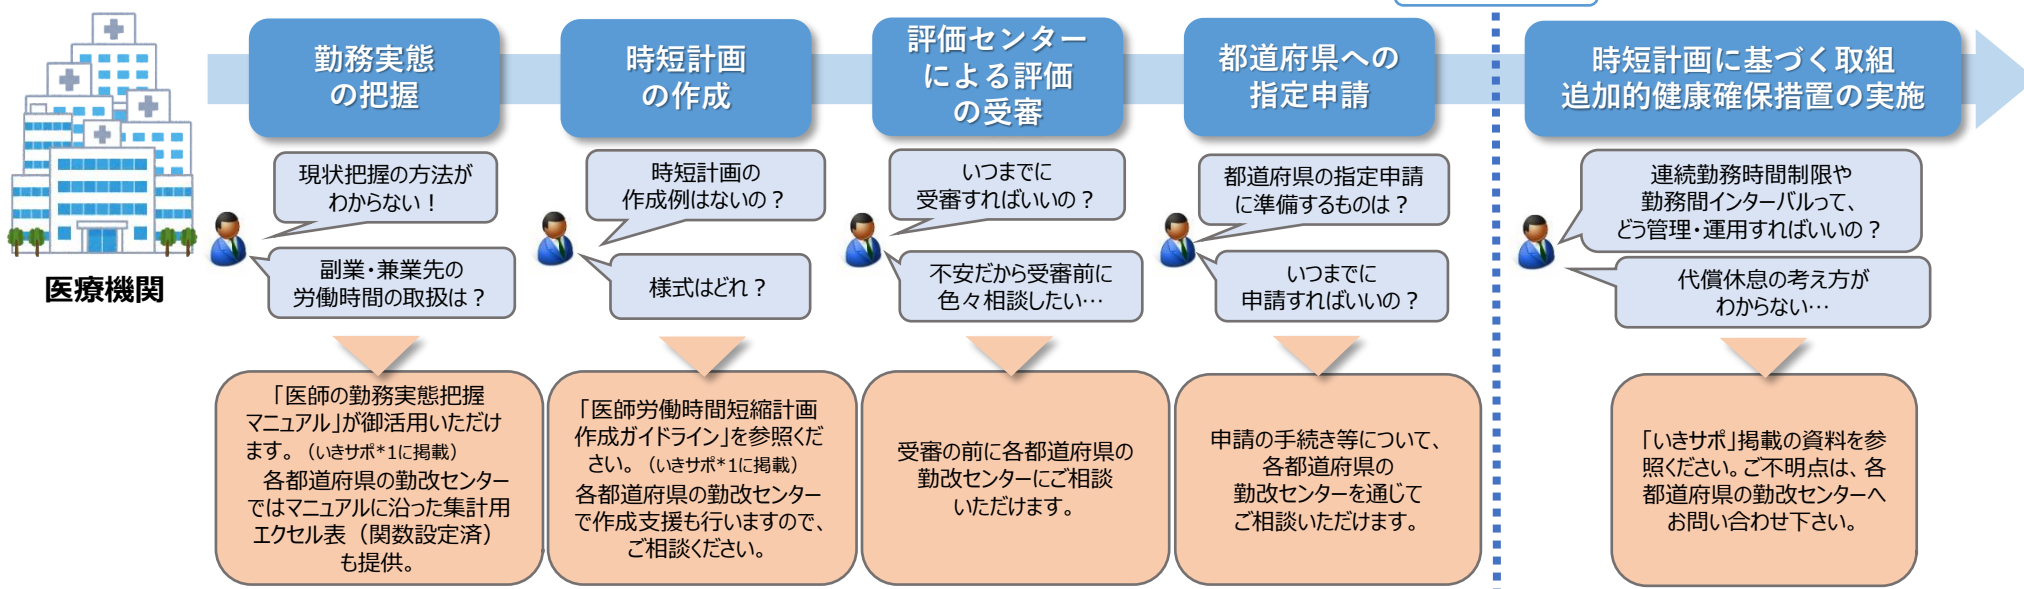 医療機関
勤務実態
の把握
現状把握の方法が
わからない！
副業・兼業先の
労働時間の取扱は？
「医師の勤務実態把握
マニュアル」が御活用いただけ
ます。（いきサポ*1に掲載）
各都道府県の勤改センター
ではマニュアルに沿った集計用
エクセル表（関数設定済）
も提供。
時短計画
の作成
時短計画の
作成例はないの？
様式はどれ？
「医師労働時間短縮計画
作成ガイドライン」を参照くだ
さい。（いきサポ*1に掲載）
各都道府県の勤改センター
で作成支援も行いますので、
ご相談ください。
評価センター
による評価
の受審
いつまでに
受審すればいいの？
不安だから受審前に
色々相談したい…
受審の前に各都道府県の
勤改センターにご相談
いただけます。
都道府県への
指定申請
都道府県の指定申請
に準備するものは？
いつまでに
申請すればいいの？
申請の手続き等について、
各都道府県の
勤改センターを通じて
ご相談いただけます。
時短計画に基づく取組
追加的健康確保措置の実施
連続勤務時間制限や
勤務間インターバルって、
どう管理・運用すればいいの？
代償休息の考え方が
わからない…
「いきサポ」掲載の資料を参
照ください。ご不明点は、各
都道府県の勤改センターへ
お問い合わせ下さい。